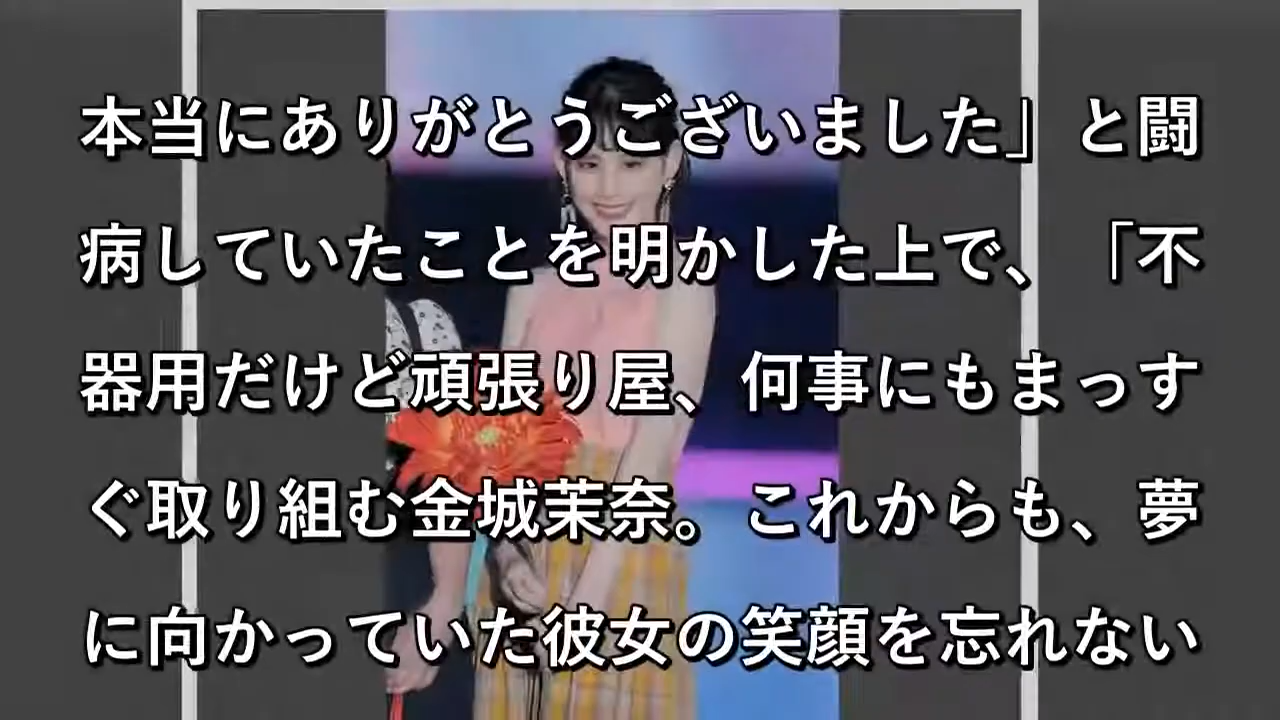 本当にありがとうございました」と闘
病していたことを明かした上で、「不
器用だけど頑張り屋、何事にもまっす
ぐ取り組む金城茉奈。これからも、夢
に向かっていた彼女の笑顔を忘れない